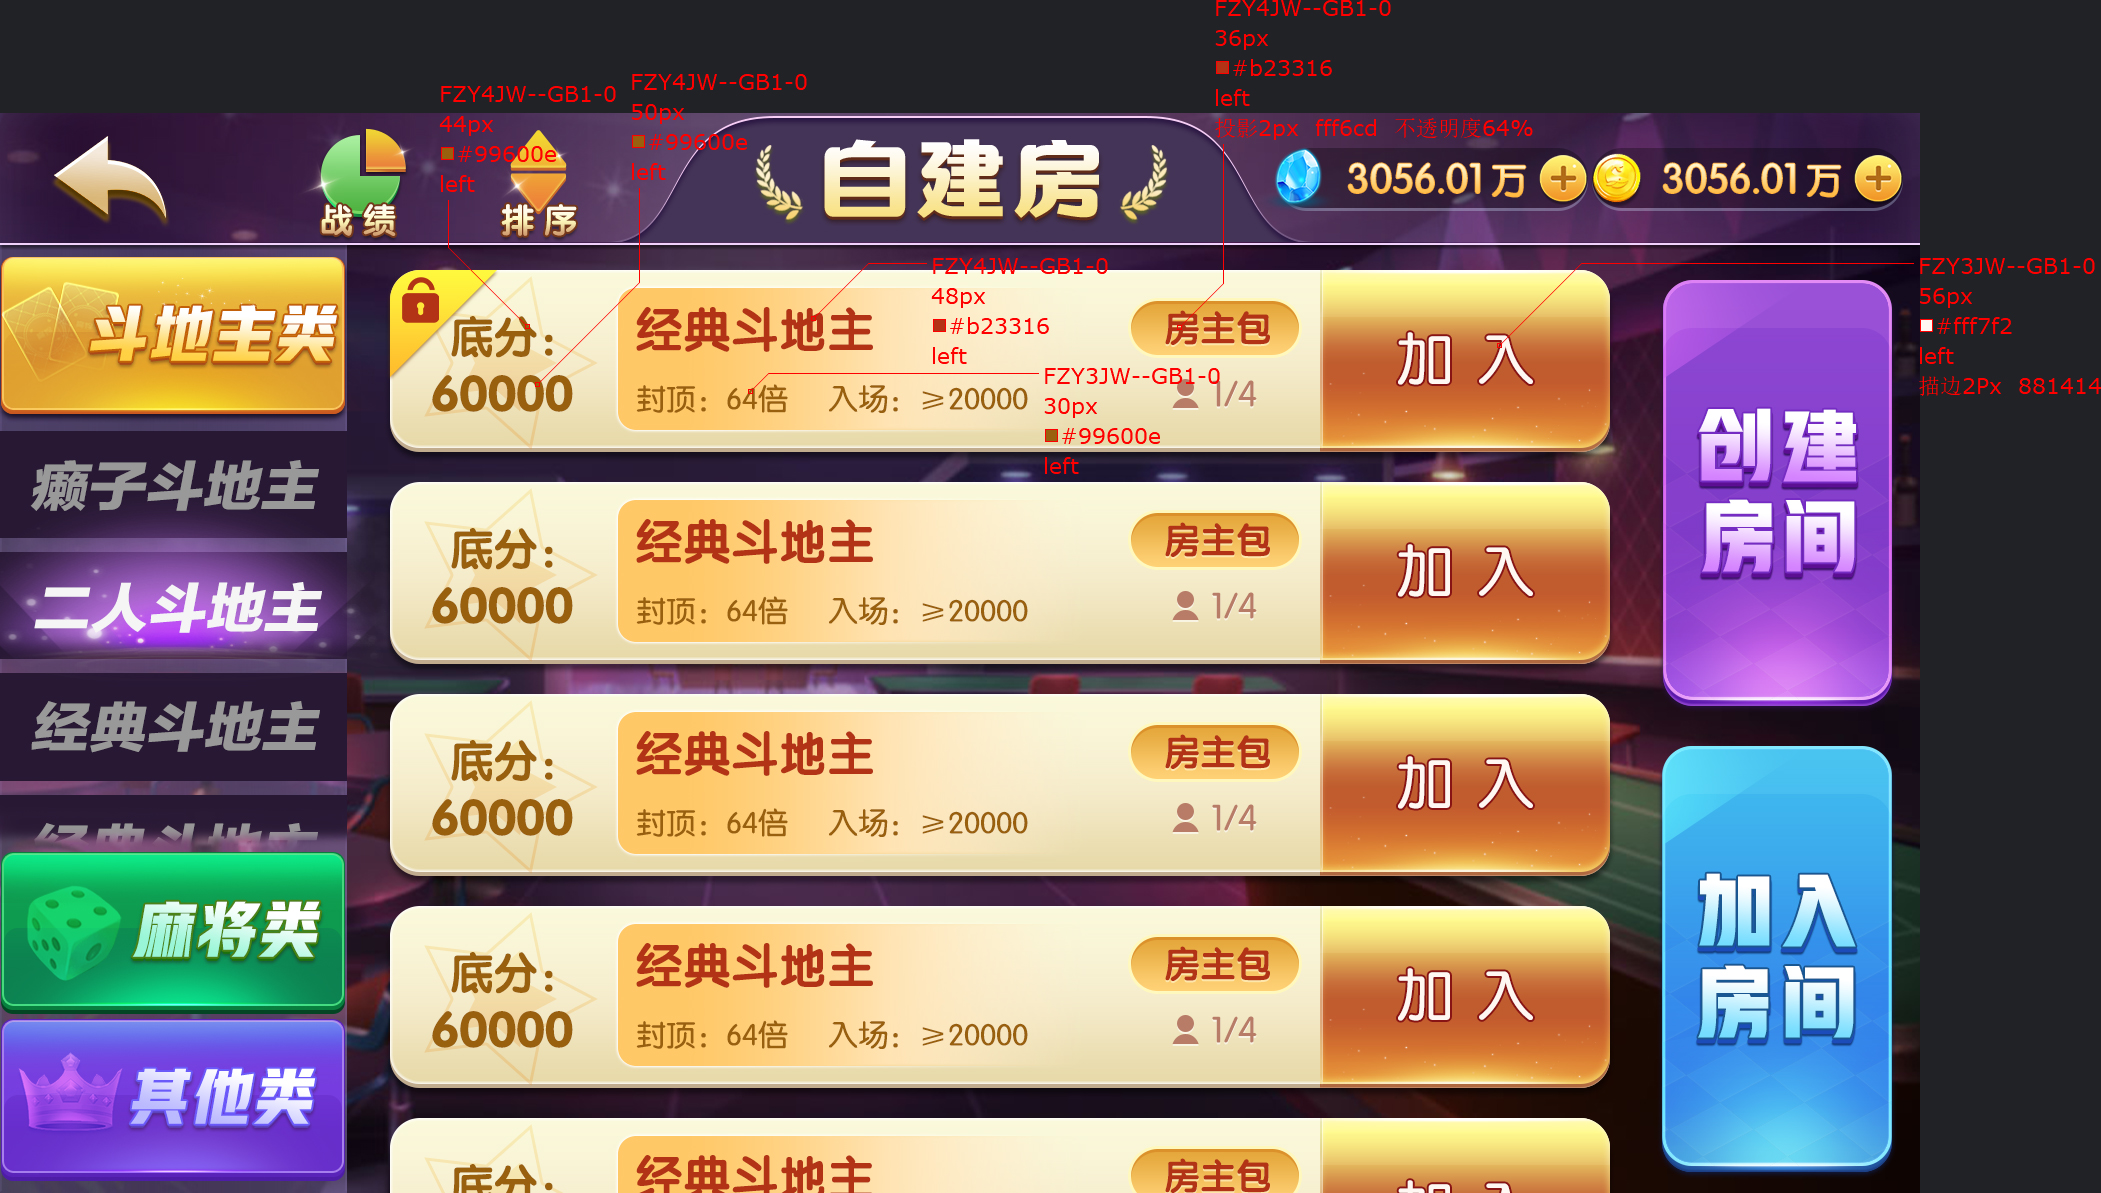 FZY4JW--GB1-0
36px
#b23316
left
投影2px fff6cd 不透明度64%
FZY4JW--GB1-0
44px
#99600e
left
FZY4JW--GB1-0
50px
#99600e
left
战绩
排序
自建房
3056.01万
3056.01万
斗地主类
癞子斗地主
二人斗地主
经典斗地主
经典斗地主
麻将类
其他类
FZY4JW--GB1-0
48px
#b23316
left
FZY3JW--GB1-0
30px
#99600e
left
FZY3JW--GB1-0
56px
#fff7f2
left
描边2Px 881414
底分:
60000
经典斗地主
封顶: 64倍 入场: ≥20000
房主包
1/4
加入
底分:
60000
经典斗地主
封顶: 64倍 入场: ≥20000
房主包
1/4
加入
底分:
60000
经典斗地主
封顶: 64倍 入场: ≥20000
房主包
1/4
加入
底分:
60000
经典斗地主
封顶: 64倍 入场: ≥20000
房主包
1/4
加入
底分:
经典斗地主
房主包
加入
创建
房间
加入
房间